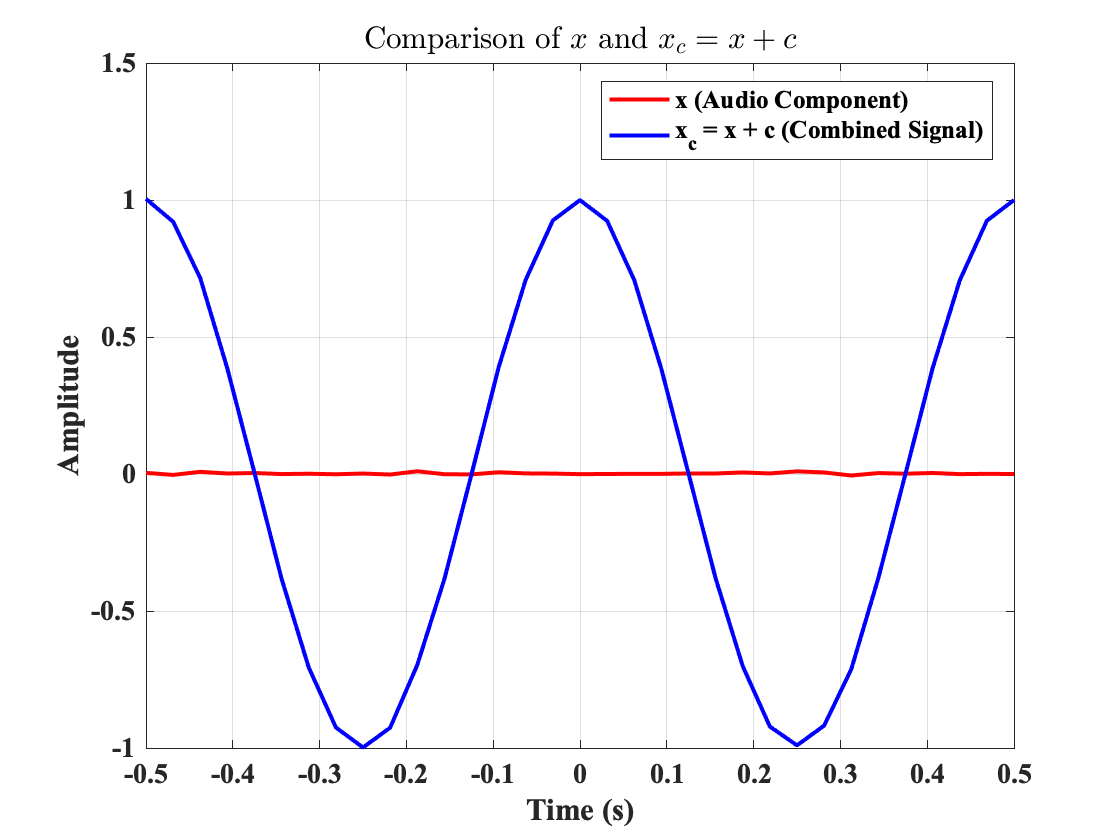 Comparison of x and x_c = x + c
1.5
1
0.5
0
-0.5
-1
Amplitude
x (Audio Component)
x_c = x + c (Combined Signal)
-0.5 -0.4 -0.3 -0.2 -0.1 0 0.1 0.2 0.3 0.4 0.5
Time (s)